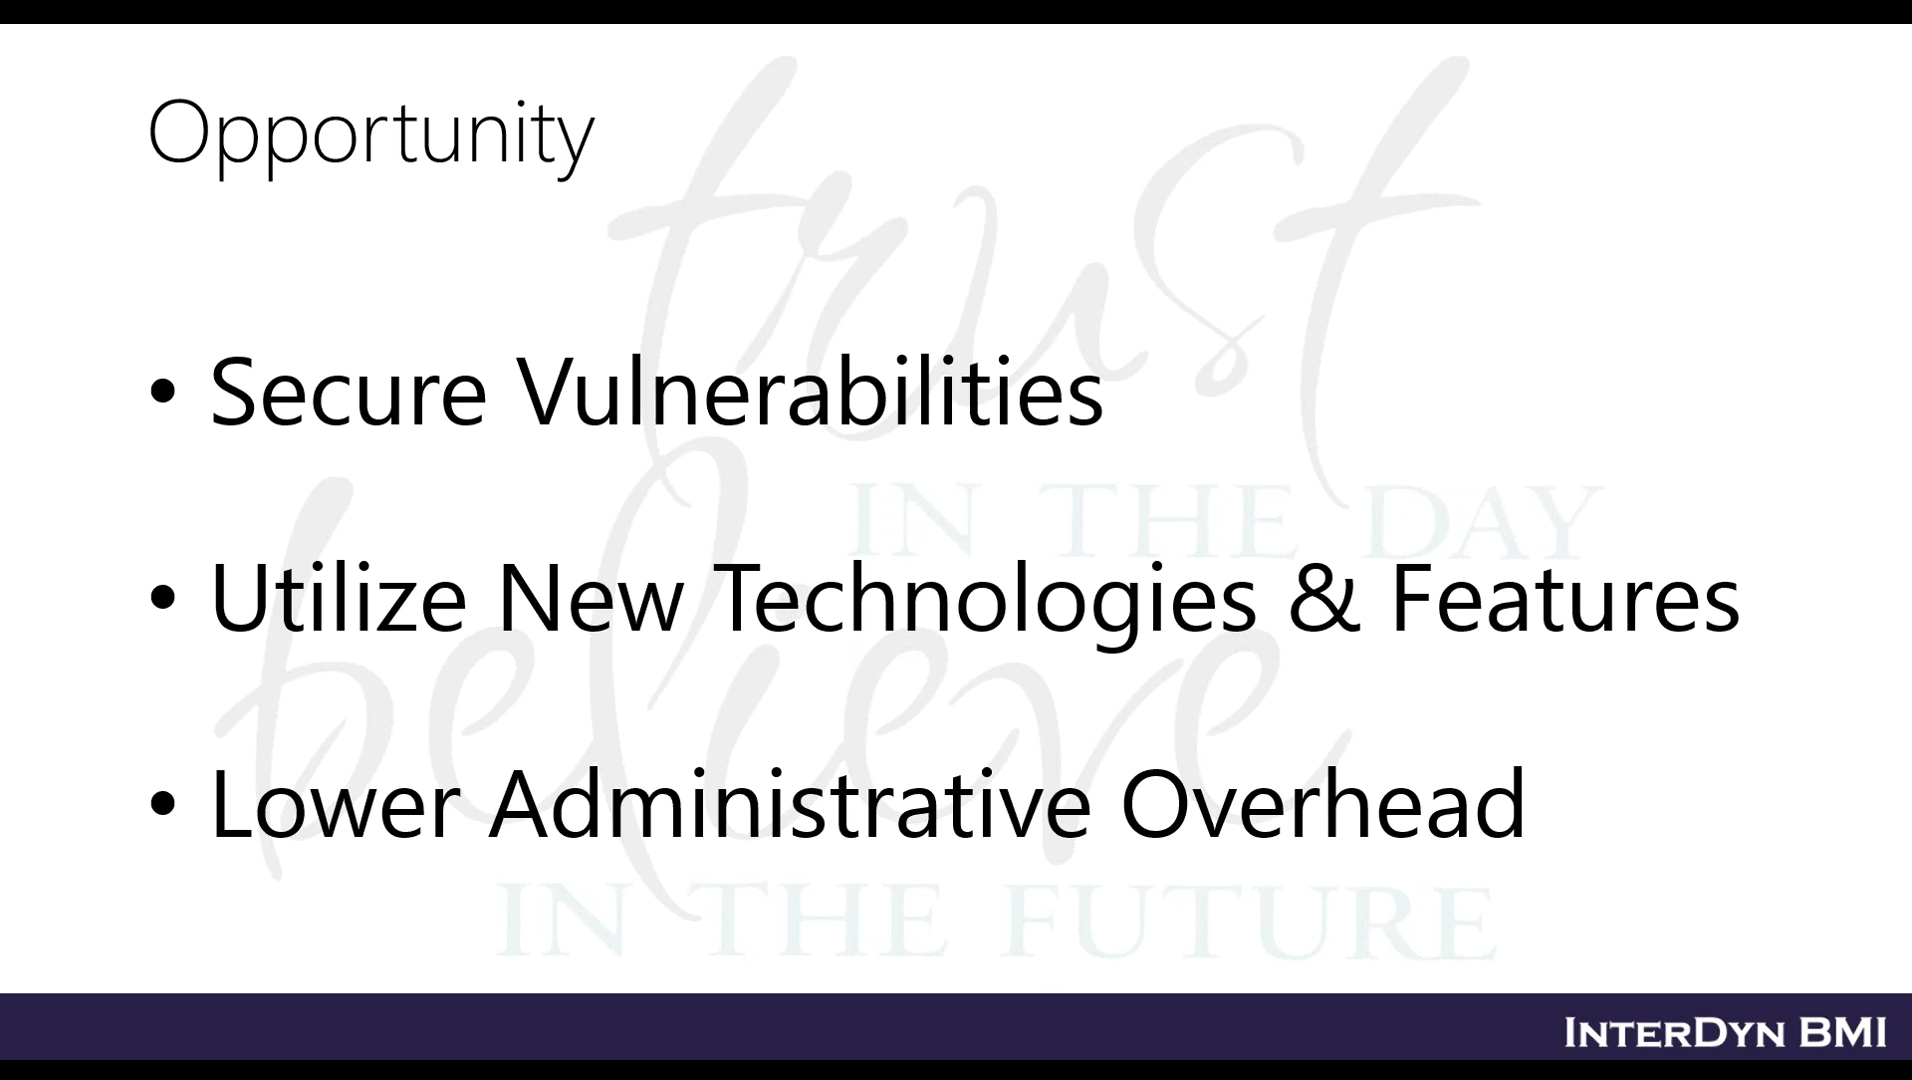 Opportunity
trust
• Secure Vulnerabilities
IN THE DAY
• Utilize New Technologies & Features
believe
• Lower Administrative Overhead
IN THE FUTURE
INTERDYN BMI